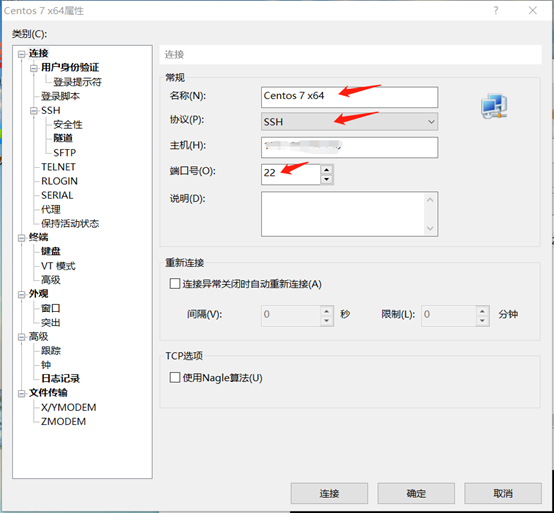 Centos 7 x64属性
类别(C):
连接
用户身份验证
登录提示符
登录脚本
SSH
安全性
隧道
SFTP
TELNET
RLOGIN
SERIAL
代理
保持活动状态
终端
键盘
VT 模式
高级
外观
窗口
突出
高级
跟踪
钟
日志记录
文件传输
X/YMODEM
ZMODEM
连接
常规
名称(N): Centos 7 x64
协议(P): SSH
主机(H):
端口号(O): 22
说明(D):
重新连接
连接异常关闭时自动重新连接(A)
间隔(V): 0 秒 限制(L): 0 分钟
TCP选项
使用Nagle算法(U)
连接 确定 取消